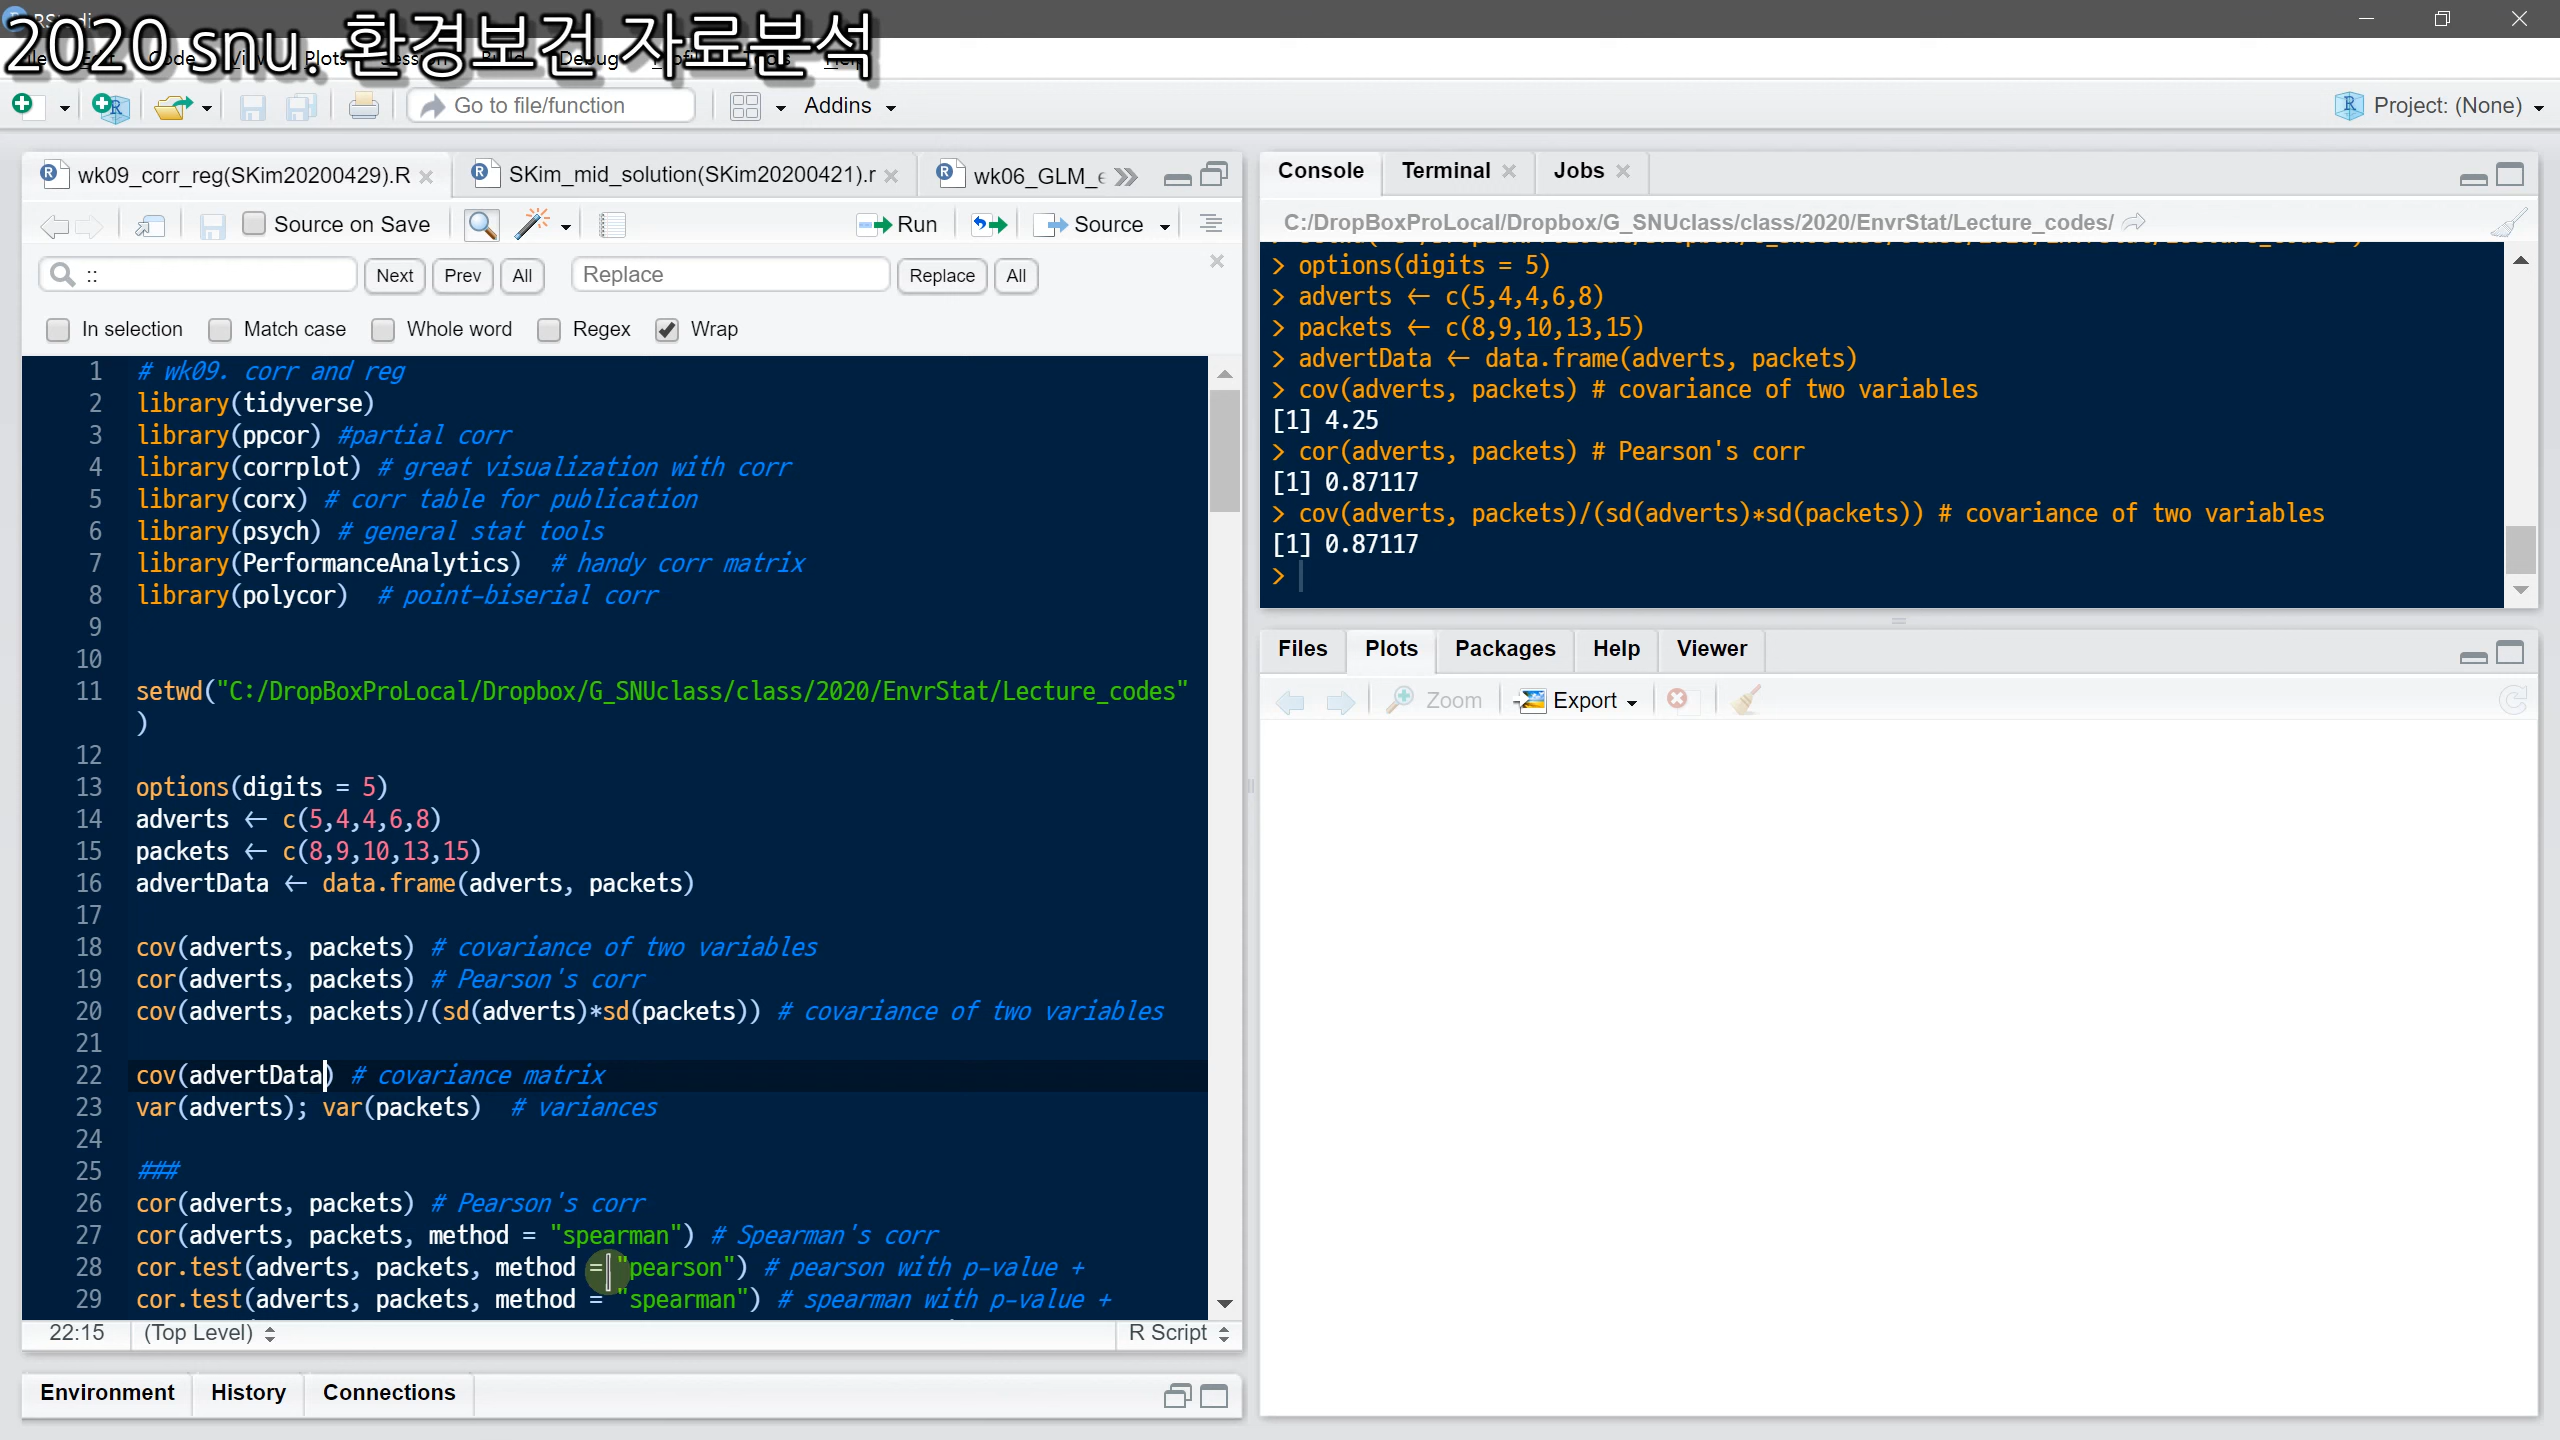 2020 snu. 환경보건 자료분석
RStudio
Go to file/function
Addins
Project: (None)
wk09_corr_reg(SKim20200429).R
SKim_mid_solution(SKim20200421).r
wk06_GLM_e
Source on Save
Run
Source
::
Next
Prev
All
Replace
Replace
All
In selection
Match case
Whole word
Regex
Wrap
1 # wk09. corr and reg
2 library(tidyverse)
3 library(ppcor) #partial corr
4 library(corrplot) # great visualization with corr
5 library(corx) # corr table for publication
6 library(psych) # general stat tools
7 library(PerformanceAnalytics)  # handy corr matrix
8 library(polycor)  # point-biserial corr
9
10
11 setwd("C:/DropBoxProLocal/Dropbox/G_SNUclass/class/2020/EnvrStat/Lecture_codes"
)
12
13 options(digits = 5)
14 adverts <- c(5,4,4,6,8)
15 packets <- c(8,9,10,13,15)
16 advertData <- data.frame(adverts, packets)
17
18 cov(adverts, packets) # covariance of two variables
19 cor(adverts, packets) # Pearson's corr
20 cov(adverts, packets)/(sd(adverts)*sd(packets)) # covariance of two variables
21
22 cov(advertData) # covariance matrix
23 var(adverts); var(packets)  # variances
24
25 ###
26 cor(adverts, packets) # Pearson's corr
27 cor(adverts, packets, method = "spearman") # Spearman's corr
28 cor.test(adverts, packets, method = "pearson") # pearson with p-value +
29 cor.test(adverts, packets, method = "spearman") # spearman with p-value +
22:15
(Top Level)
R Script
Environment
History
Connections
Console
Terminal
Jobs
C:/DropBoxProLocal/Dropbox/G_SNUclass/class/2020/EnvrStat/Lecture_codes/
> options(digits = 5)
> adverts <- c(5,4,4,6,8)
> packets <- c(8,9,10,13,15)
> advertData <- data.frame(adverts, packets)
> cov(adverts, packets) # covariance of two variables
[1] 4.25
> cor(adverts, packets) # Pearson's corr
[1] 0.87117
> cov(adverts, packets)/(sd(adverts)*sd(packets)) # covariance of two variables
[1] 0.87117
>
Files
Plots
Packages
Help
Viewer
Zoom
Export